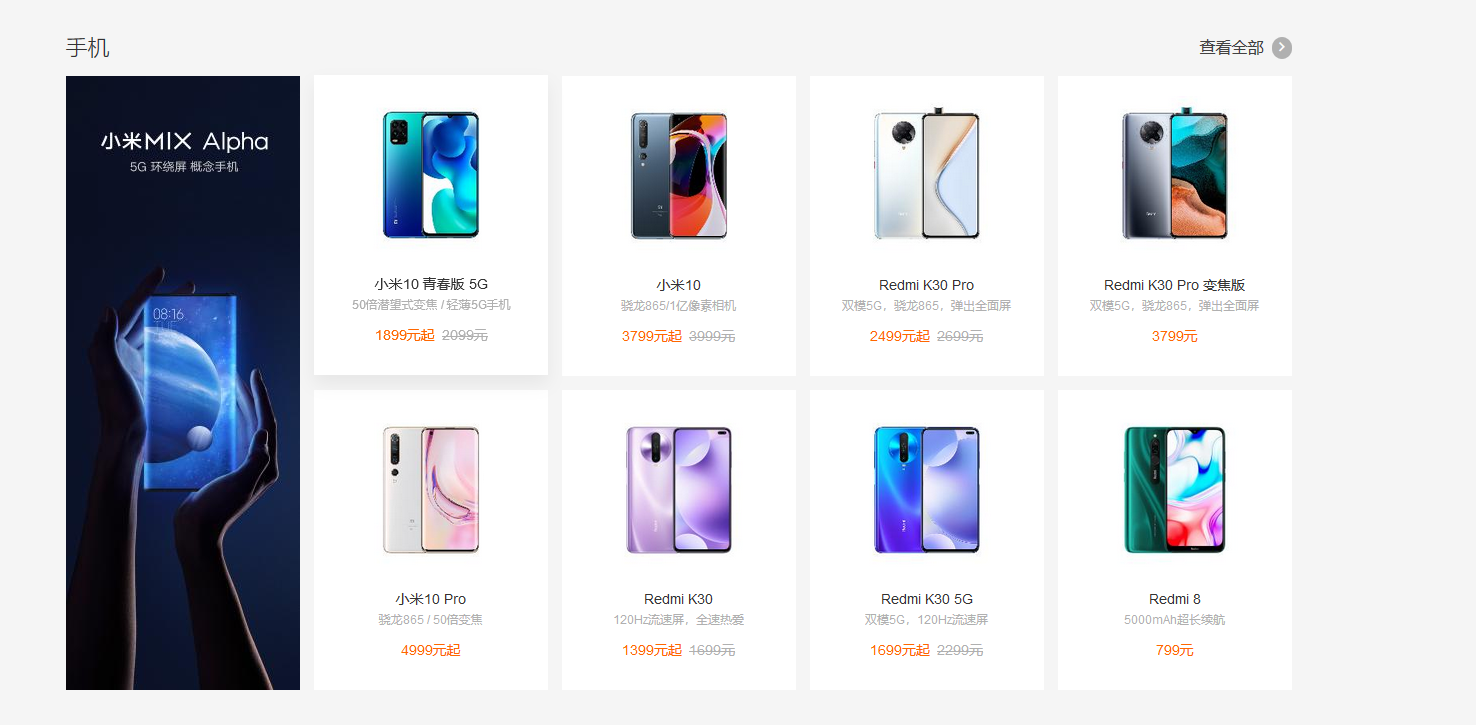 手机
查看全部
小米MIX Alpha
5G 环绕屏 概念手机
08:16
小米10 青春版 5G
50倍潜望式变焦 / 轻薄5G手机
1899元起 2099元
小米10
骁龙865/1亿像素相机
3799元起 3999元
Redmi K30 Pro
双模5G，骁龙865，弹出全面屏
2499元起 2699元
Redmi K30 Pro 变焦版
双模5G，骁龙865，弹出全面屏
3799元
小米10 Pro
骁龙865 / 50倍变焦
4999元起
Redmi K30
120Hz流速屏，全速热爱
1399元起 1699元
Redmi K30 5G
双模5G，120Hz流速屏
1699元起 2299元
Redmi 8
5000mAh超长续航
799元